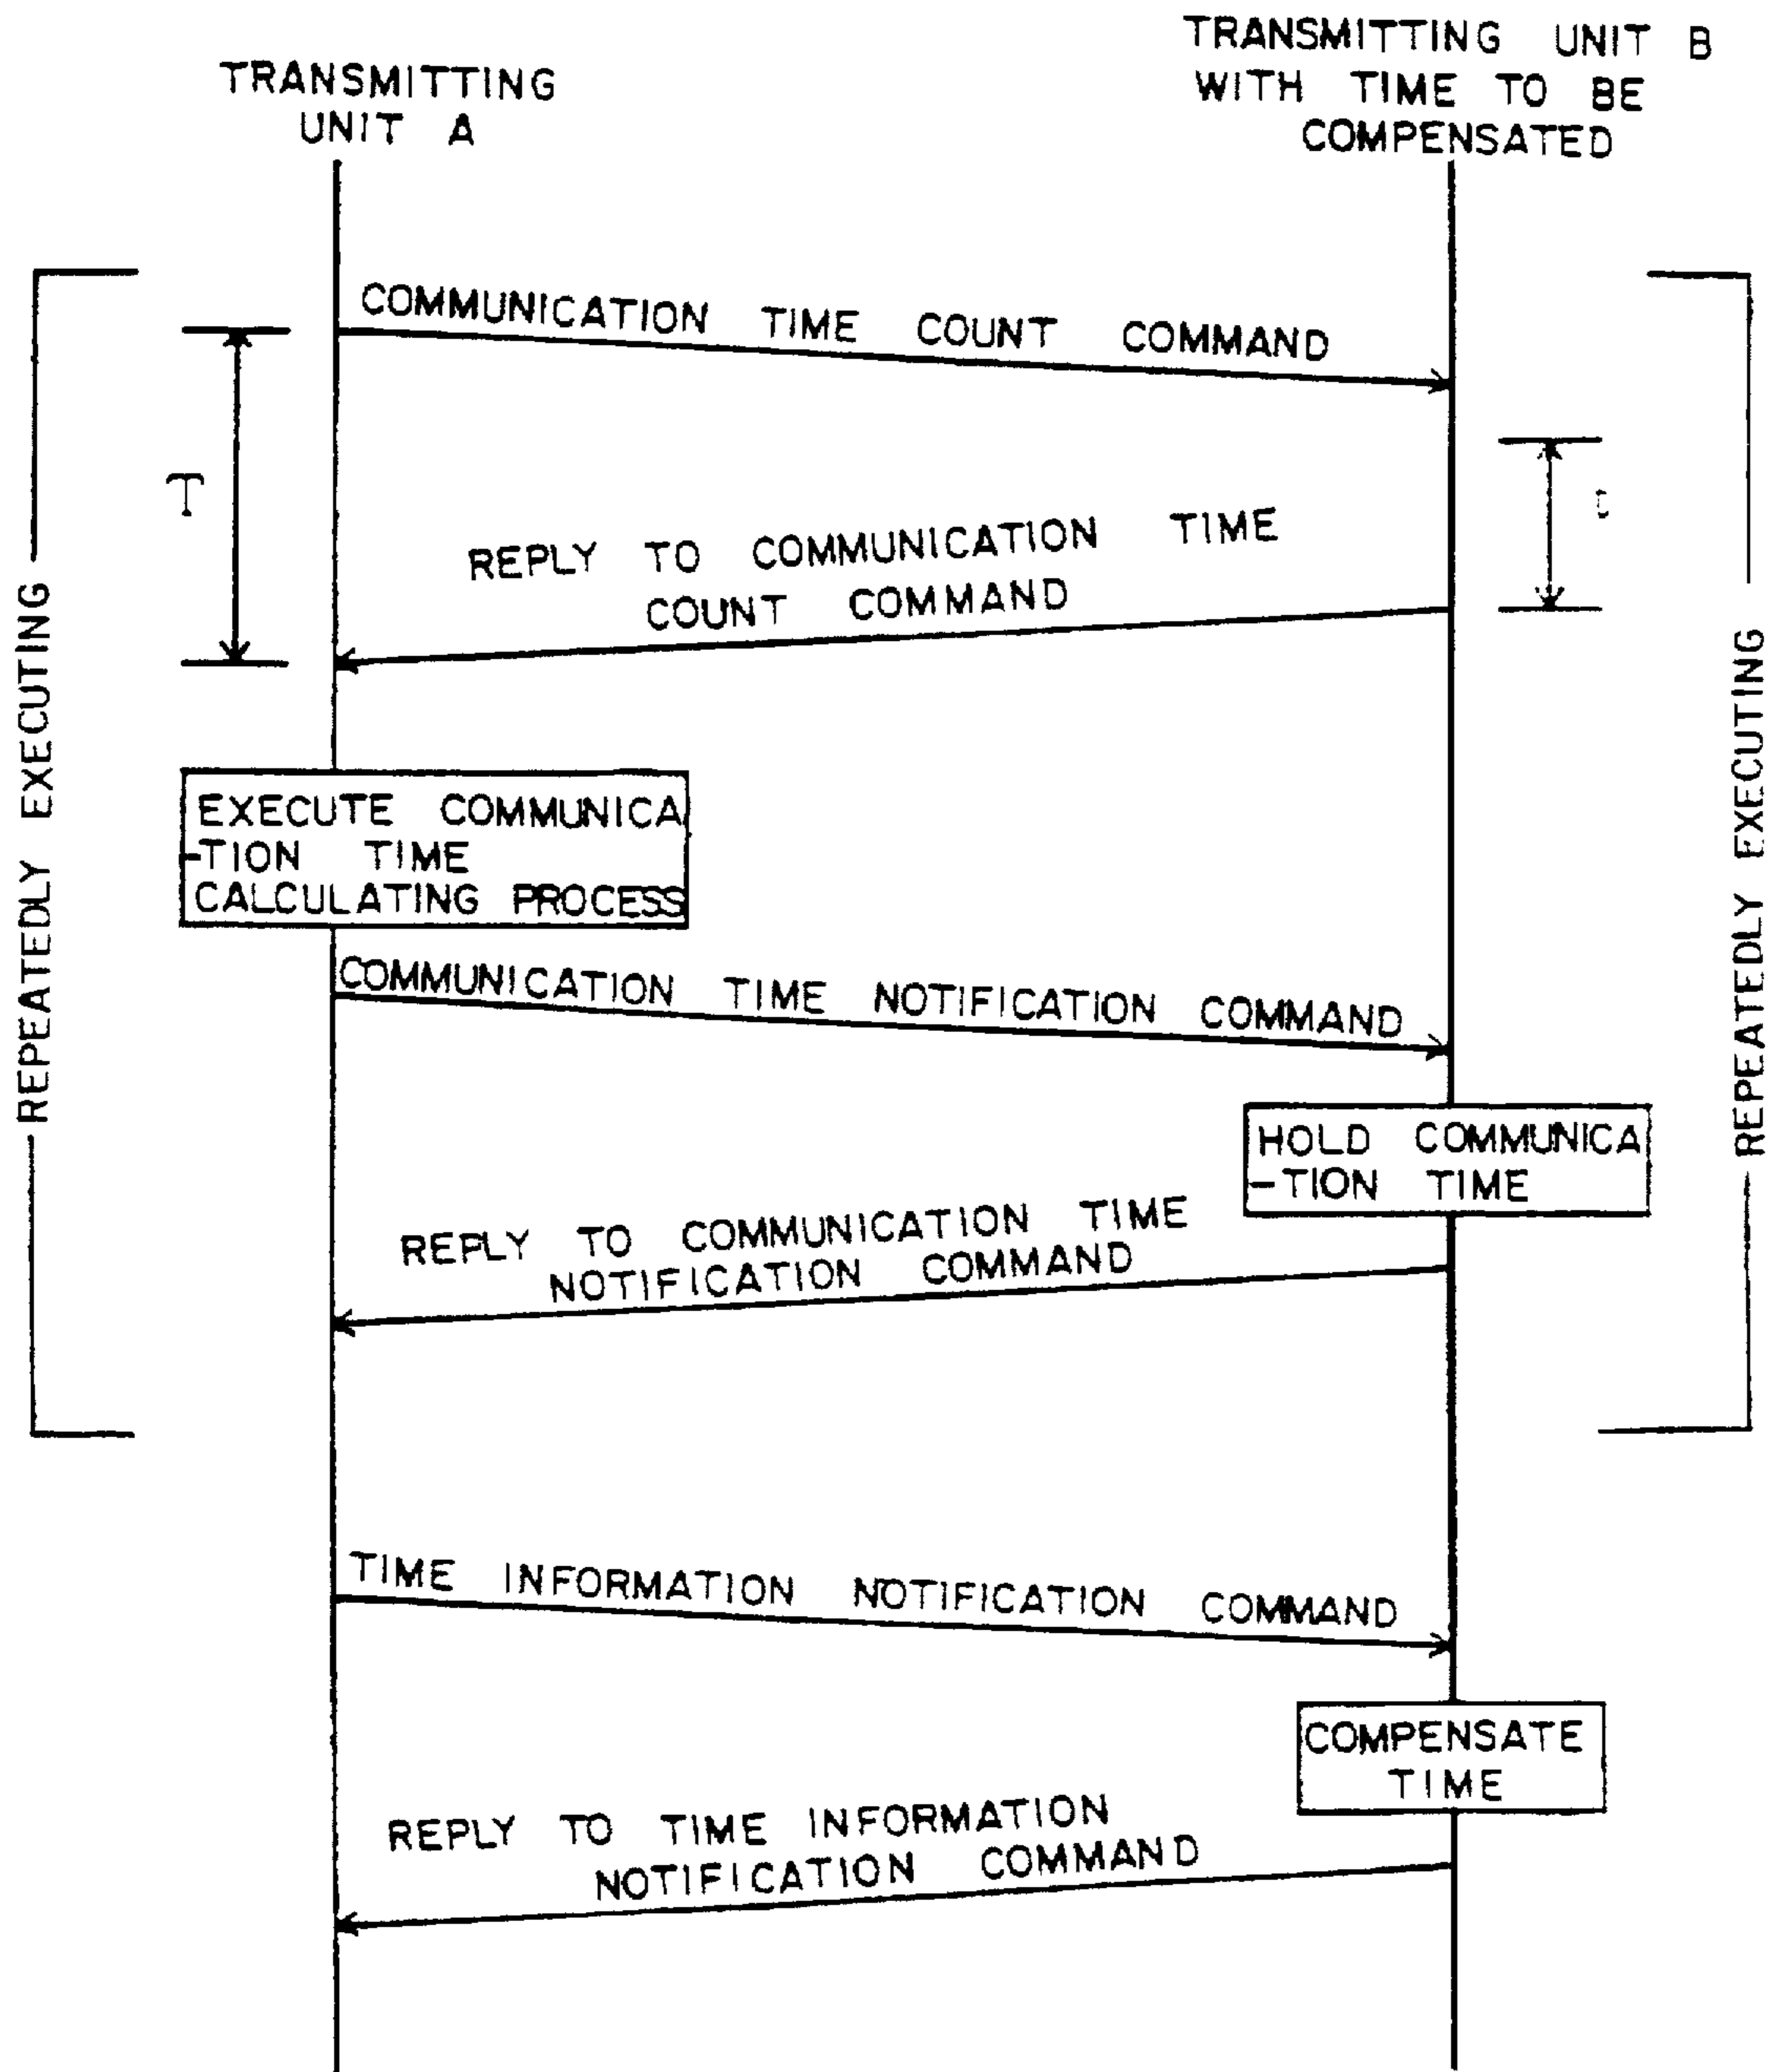 TRANSMITTING
UNIT A
TRANSMITTING UNIT B
WITH TIME TO BE
COMPENSATED
COMMUNICATION TIME COUNT COMMAND
T
REPLY TO COMMUNICATION TIME
COUNT COMMAND
REPEATEDLY EXECUTING
REPEATEDLY EXECUTING
EXECUTE COMMUNICA
-TION TIME
CALCULATING PROCESS
COMMUNICATION TIME NOTIFICATION COMMAND
HOLD COMMUNICA
-TION TIME
REPLY TO COMMUNICATION TIME
NOTIFICATION COMMAND
TIME INFORMATION NOTIFICATION COMMAND
COMPENSATE
TIME
REPLY TO TIME INFORMATION
NOTIFICATION COMMAND